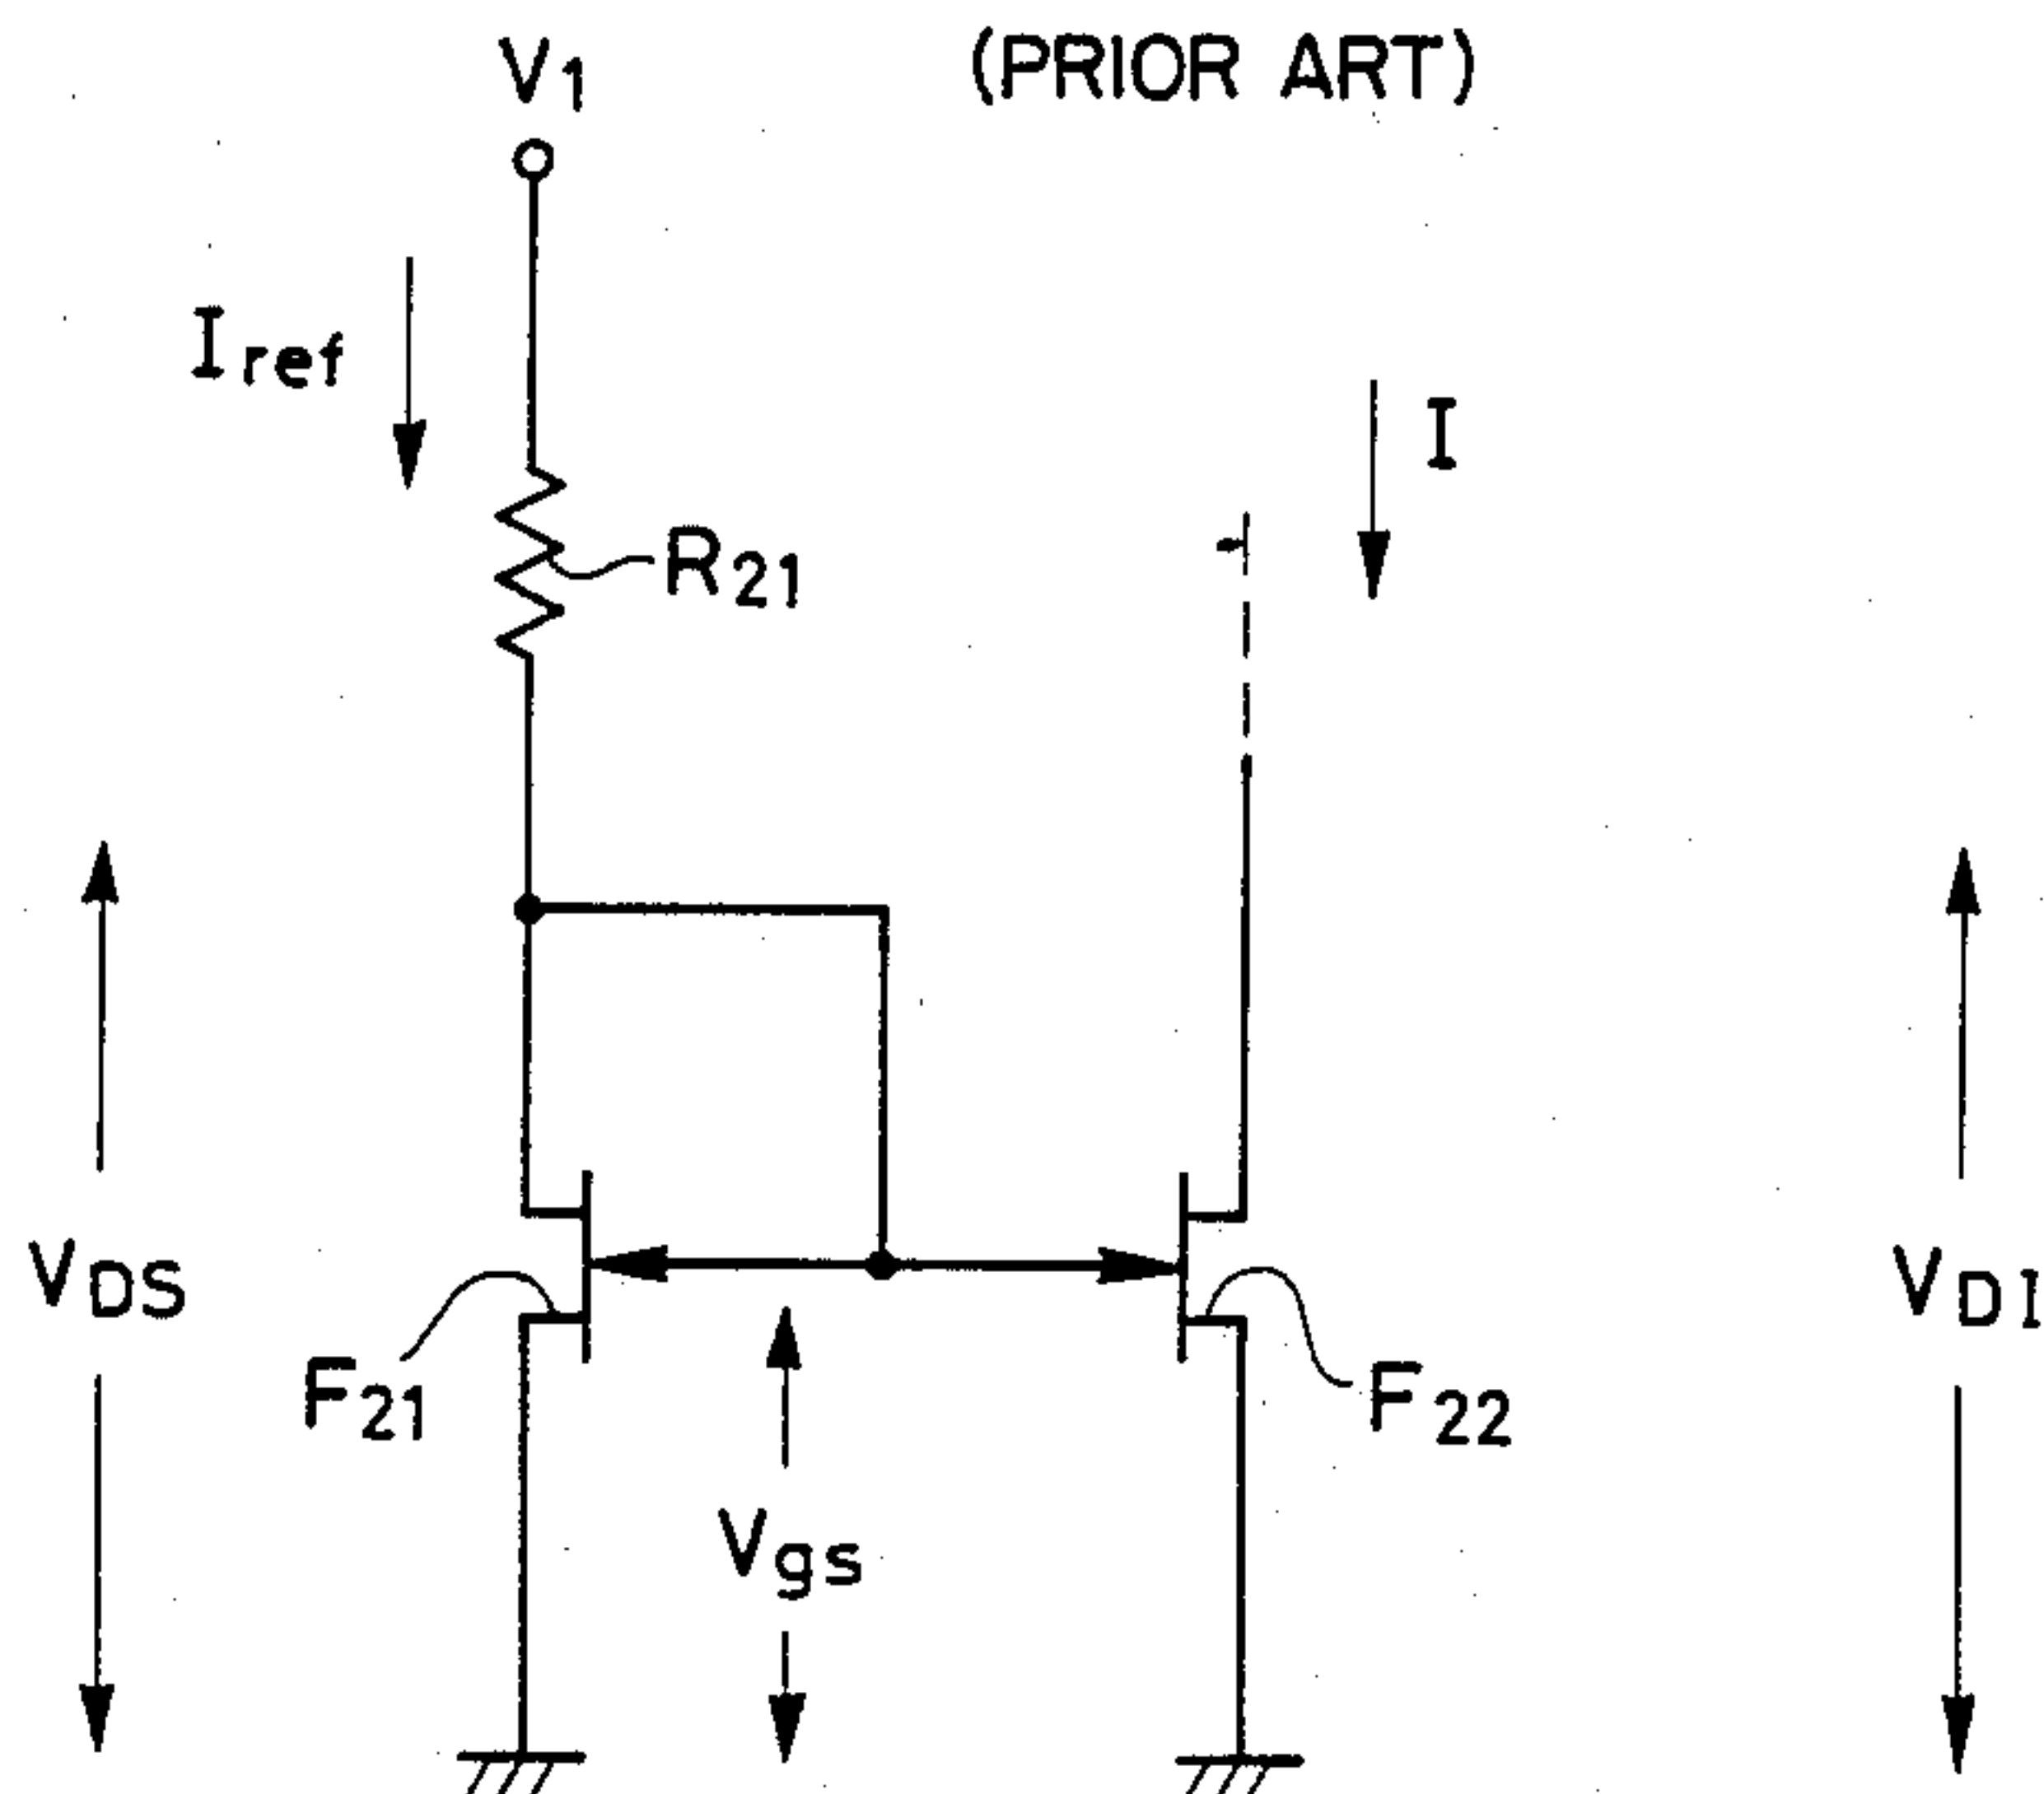 V1
(PRIOR ART)
Iref
I
R21
VDS
VDI
F21
F22
Vgs